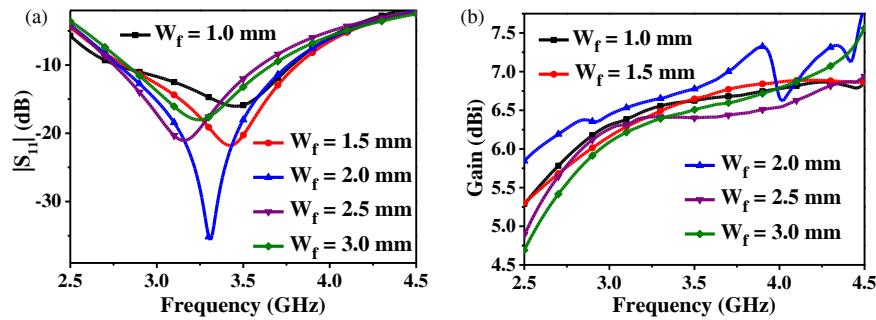 (a)
W_f = 1.0 mm
-10
-20
-30
|S_11| (dB)
W_f = 1.5 mm
W_f = 2.0 mm
W_f = 2.5 mm
W_f = 3.0 mm
2.5 3.0 3.5 4.0 4.5
Frequency (GHz)
(b)
7.5
7.0
6.5
6.0
5.5
5.0
4.5
Gain (dBi)
W_f = 1.0 mm
W_f = 1.5 mm
W_f = 2.0 mm
W_f = 2.5 mm
W_f = 3.0 mm
2.5 3.0 3.5 4.0 4.5
Frequency (GHz)